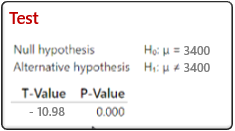 Test
Null hypothesis H₀: μ = 3400
Alternative hypothesis H₁: μ ≠ 3400
T-Value P-Value
- 10.98 0.000